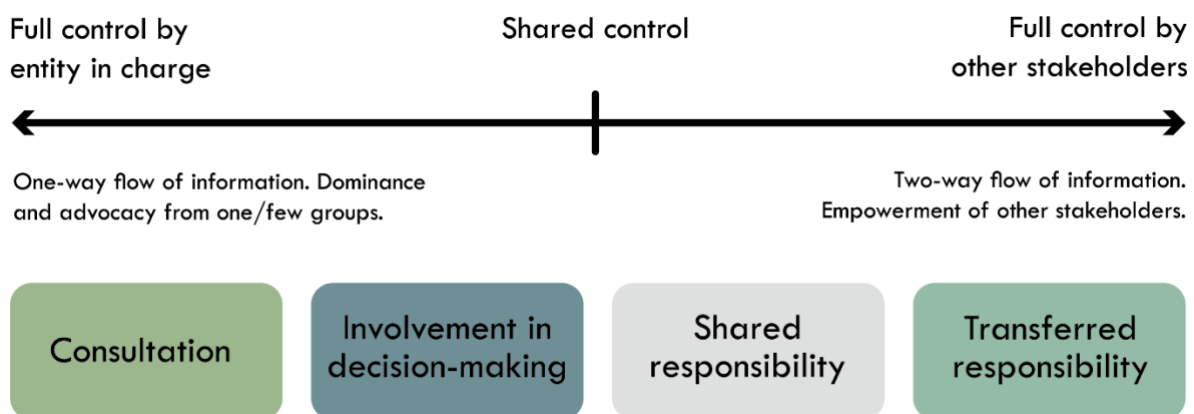 Full control by
entity in charge
Shared control
Full control by
other stakeholders
One-way flow of information. Dominance
and advocacy from one/few groups.
Two-way flow of information.
Empowerment of other stakeholders.
Consultation
Involvement in
decision-making
Shared
responsibility
Transferred
responsibility